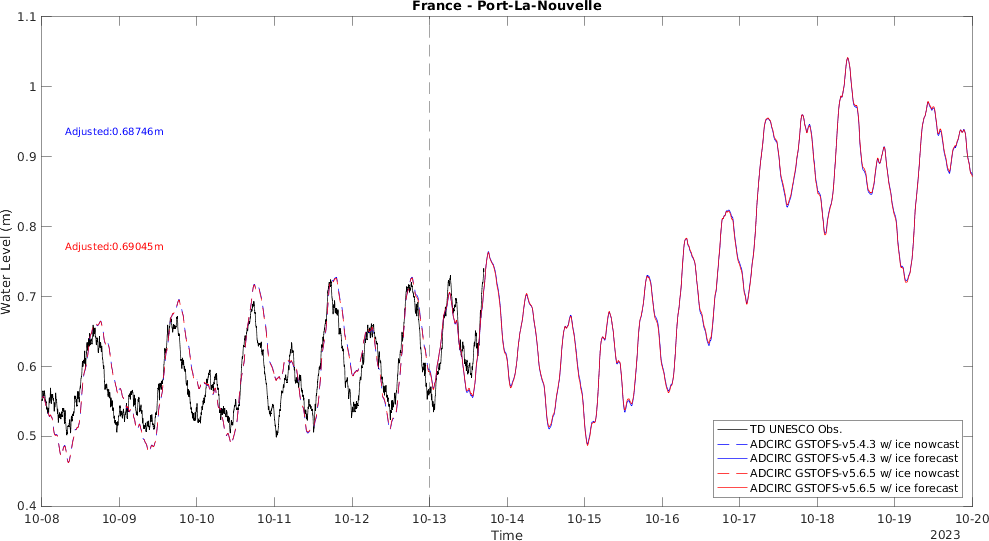 France - Port-La-Nouvelle
1.1
1
0.9
0.8
0.7
0.6
0.5
0.4
Water Level (m)
Adjusted:0.68746m
Adjusted:0.69045m
TD UNESCO Obs.
ADCIRC GSTOFS-v5.4.3 w/ ice nowcast
ADCIRC GSTOFS-v5.4.3 w/ ice forecast
ADCIRC GSTOFS-v5.6.5 w/ ice nowcast
ADCIRC GSTOFS-v5.6.5 w/ ice forecast
10-08 10-09 10-10 10-11 10-12 10-13 10-14 10-15 10-16 10-17 10-18 10-19 10-20
Time
2023